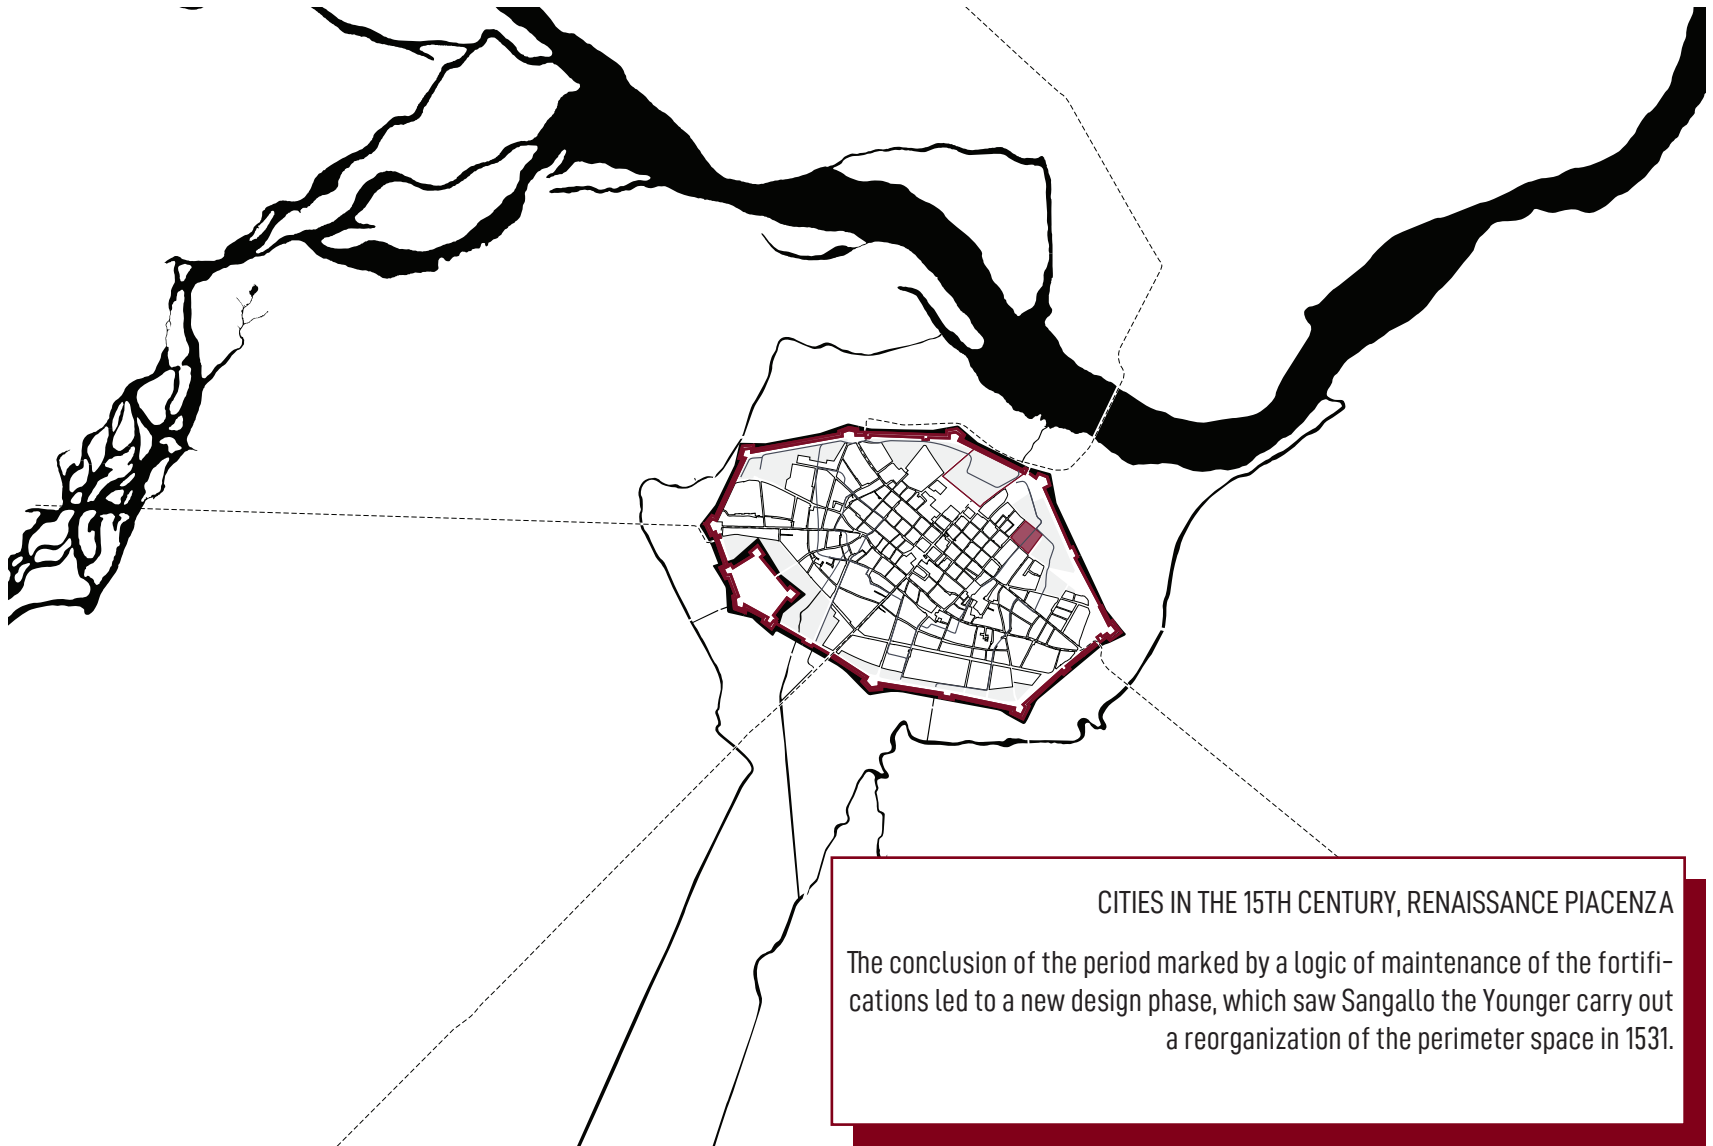 CITIES IN THE 15TH CENTURY, RENAISSANCE PIACENZA
The conclusion of the period marked by a logic of maintenance of the fortifi-
cations led to a new design phase, which saw Sangallo the Younger carry out
a reorganization of the perimeter space in 1531.